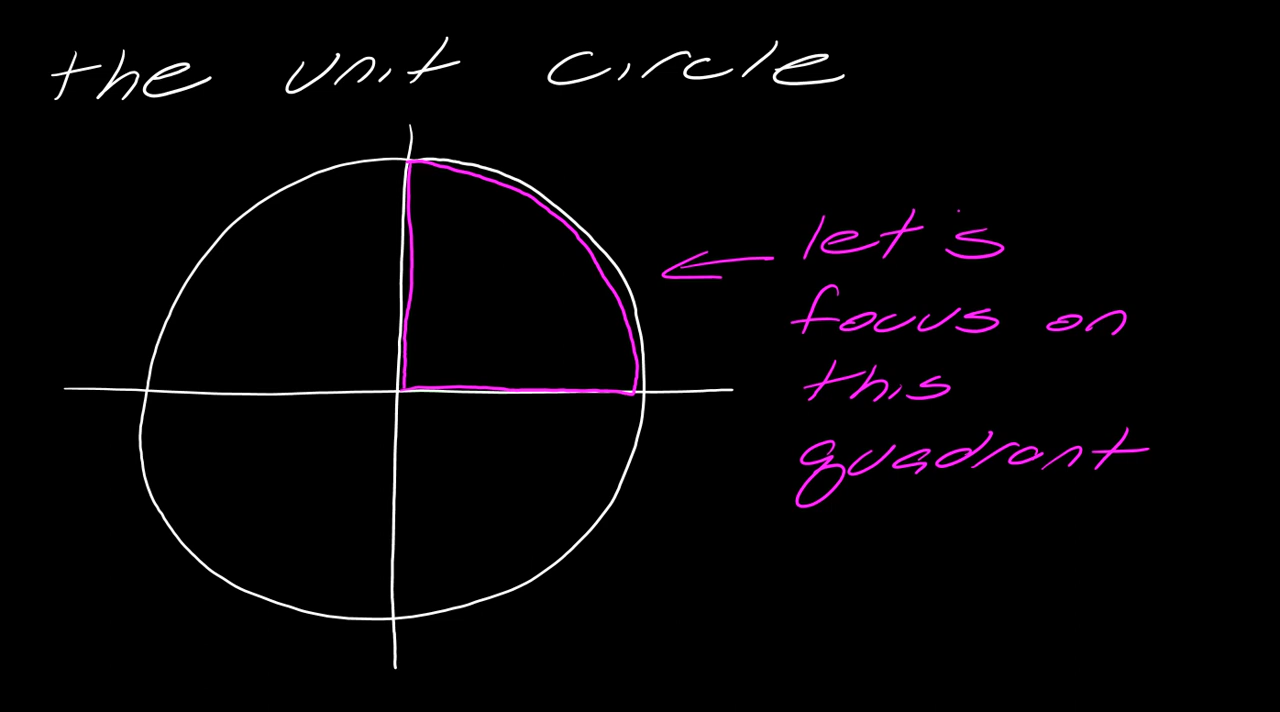 the unit circle
let's
focus on
this
quadrant